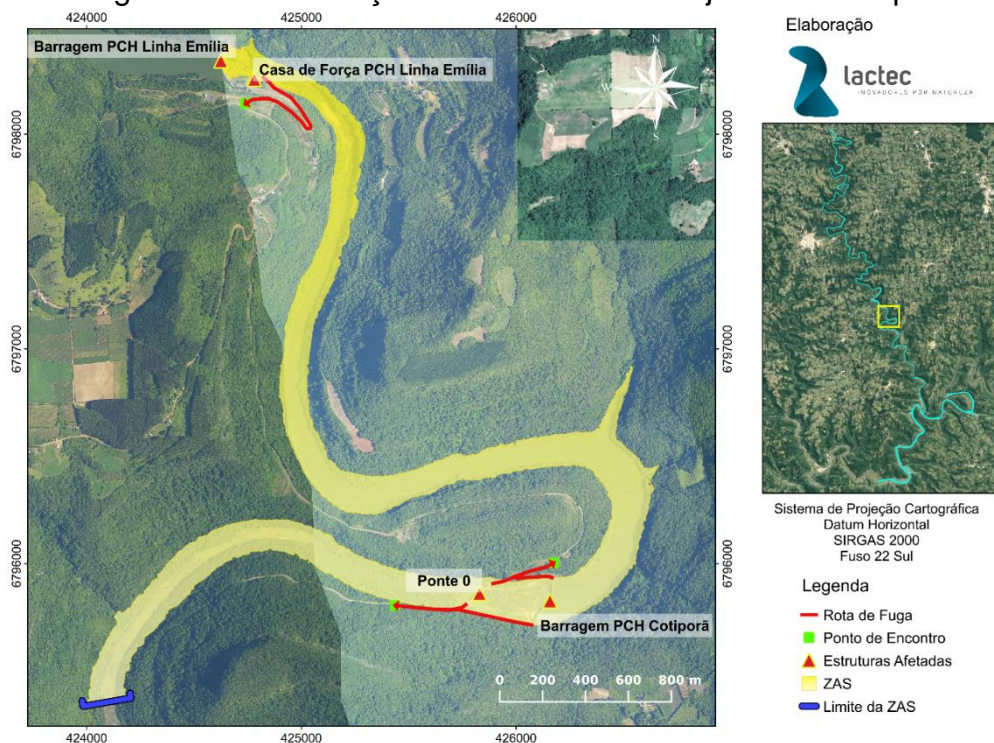 424000 425000 426000
Elaboração
lactec
INOVADORES POR NATUREZA
Barragem PCH Linha Emília
Casa de Força PCH Linha Emília
N
W
S
6798000 6798000
6797000 6797000
6796000 6796000
Ponte 0
Barragem PCH Cotiporã
0 200 400 600 800 m
424000 425000 426000
Sistema de Projeção Cartográfica
Datum Horizontal
SIRGAS 2000
Fuso 22 Sul
Legenda
Rota de Fuga
Ponto de Encontro
Estruturas Afetadas
ZAS
Limite da ZAS